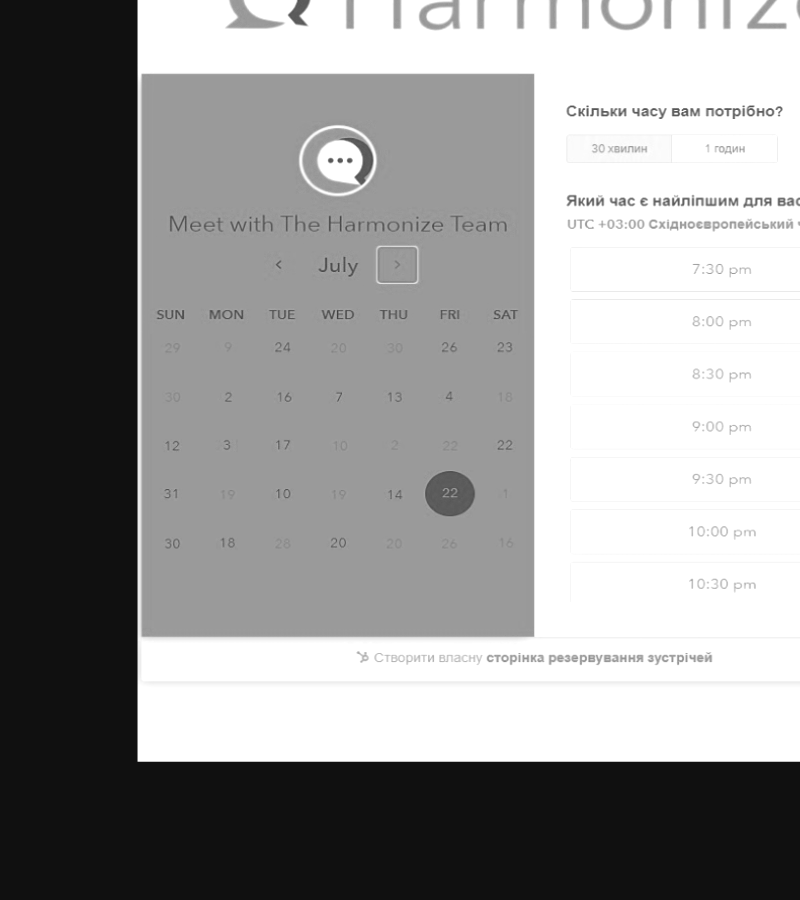 Harmonize
Meet with The Harmonize Team
July
SUN MON TUE WED THU FRI SAT
29 9 24 20 30 26 23
30 2 16 7 13 4 18
12 3 17 10 2 22 22
31 19 10 19 14 22 1
30 18 28 20 20 26 16
Скільки часу вам потрібно?
30 хвилин 1 годин
Який час є найліпшим для вас
UTC +03:00 Східноєвропейський
7:30 pm
8:00 pm
8:30 pm
9:00 pm
9:30 pm
10:00 pm
10:30 pm
Створити власну сторінка резервування зустрічей